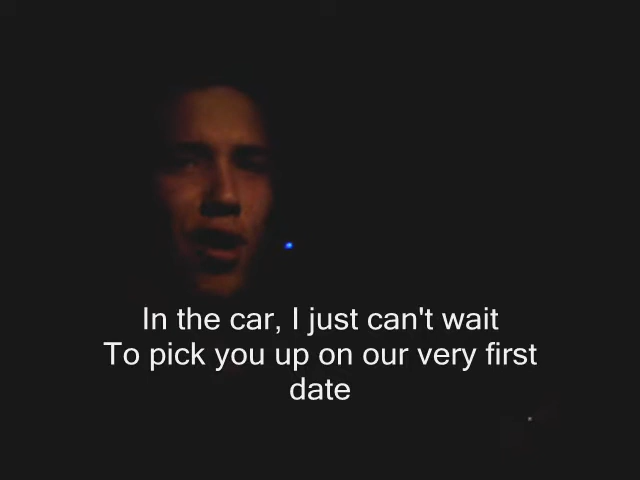 In the car, I just can't wait
To pick you up on our very first
date